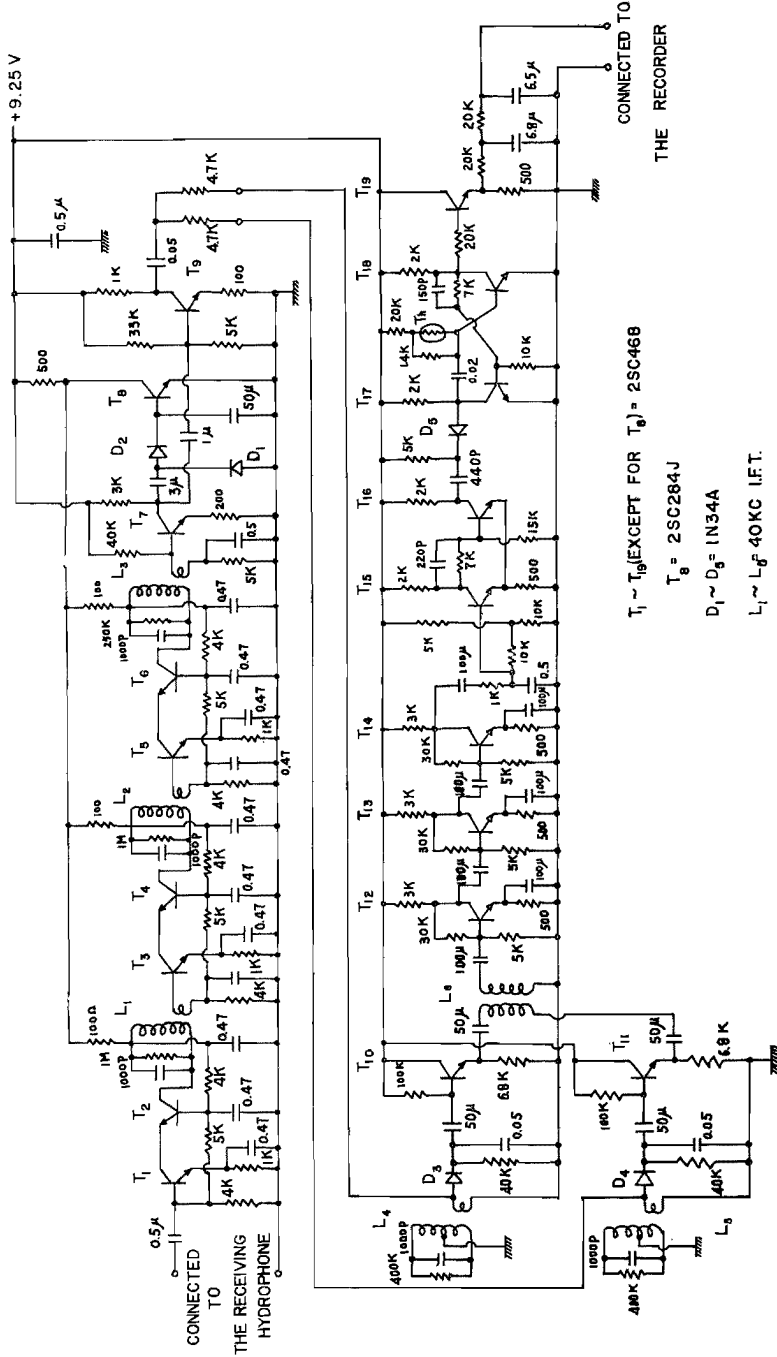 +9.25 V
0.5μ
CONNECTED
TO
THE RECEIVING
HYDROPHONE
0.5μ
T1
T2
4K
5K
1K
0.47
0.47
4K
0.47
1M
1000P
100Ω
L1
T3
T4
4K
1K
0.47
5K
0.47
4K
0.47
1M
1000P
100
L2
T5
T6
4K
0.47
1K
0.47
5K
0.47
4K
0.47
250K
1000P
100
L3
T7
40K
3K
5K
0.5
200
3μ
1μ
D2
D1
T8
500
50μ
33K
5K
T9
1K
100
0.05
4.7K
4.7K
L4
400K
1000P
D3
40K
0.05
50μ
100K
T10
6.8K
50μ
L5
400K
1000P
D4
40K
0.05
50μ
100K
T11
6.8K
50μ
L6
100μ
T12
30K
3K
5K
500
100μ
100μ
T13
30K
3K
5K
500
100μ
100μ
T14
30K
3K
5K
500
100μ
100μ
1K
0.5
10K
5K
10K
T15
2K
220P
7K
500
15K
T16
2K
440P
5K
D5
T17
2K
0.02
14K
20K
Th
10K
T18
150P
2K
7K
20K
T19
500
20K
20K
6.8μ
6.5μ
CONNECTED TO
THE RECORDER
T1 ~ T19 (EXCEPT FOR T8) = 2SC468
T8 = 2SC284J
D1 ~ D5 = 1N34A
L1 ~ L6 = 40KC I.F.T.